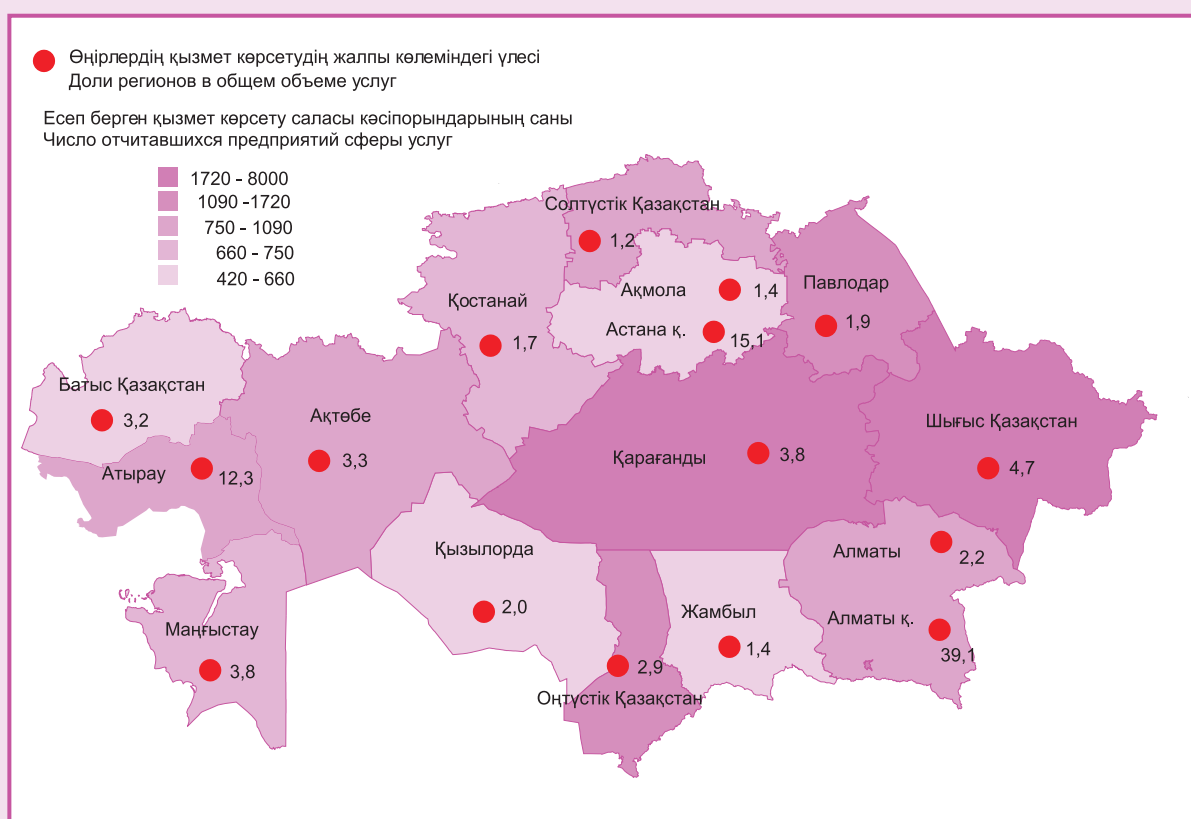 Өңірлердің қызмет көрсетудің жалпы көлеміндегі үлесі
Доли регионов в общем объеме услуг
Есеп берген қызмет көрсету саласы кәсіпорындарының саны
Число отчитавшихся предприятий сферы услуг
1720 - 8000
1090 -1720
750 - 1090
660 - 750
420 - 660
Солтүстік Қазақстан
1,2
Ақмола
1,4
Астана қ.
15,1
Павлодар
1,9
Қостанай
1,7
Батыс Қазақстан
3,2
Ақтөбе
3,3
Атырау
12,3
Қарағанды
3,8
Шығыс Қазақстан
4,7
Қызылорда
2,0
Алматы
2,2
Маңғыстау
3,8
Жамбыл
1,4
Алматы қ.
39,1
2,9
Оңтүстік Қазақстан